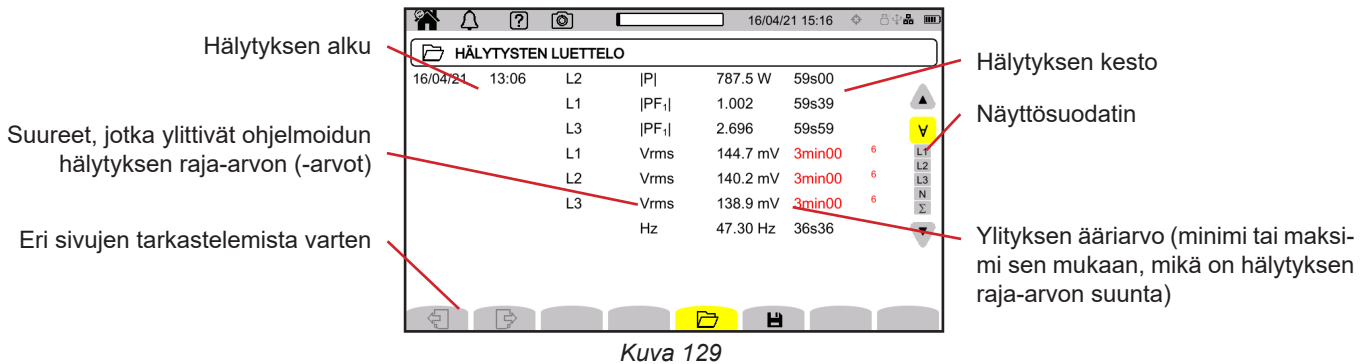 16/04/21 15:16
HÄLYTYSTEN LUETTELO
16/04/21 13:06 L2 |P| 787.5 W 59s00
L1 |PF₁| 1.002 59s39
L3 |PF₁| 2.696 59s59
L1 Vrms 144.7 mV 3min00 6
L2 Vrms 140.2 mV 3min00 6
L3 Vrms 138.9 mV 3min00 6
Hz 47.30 Hz 36s36
∀
L1
L2
L3
N
Σ
Hälytyksen alku
Suureet, jotka ylittivät ohjelmoidun
hälytyksen raja-arvon (-arvot)
Eri sivujen tarkastelemista varten
Hälytyksen kesto
Näyttösuodatin
Ylityksen ääriarvo (minimi tai maksi-
mi sen mukaan, mikä on hälytyksen
raja-arvon suunta)
Kuva 129